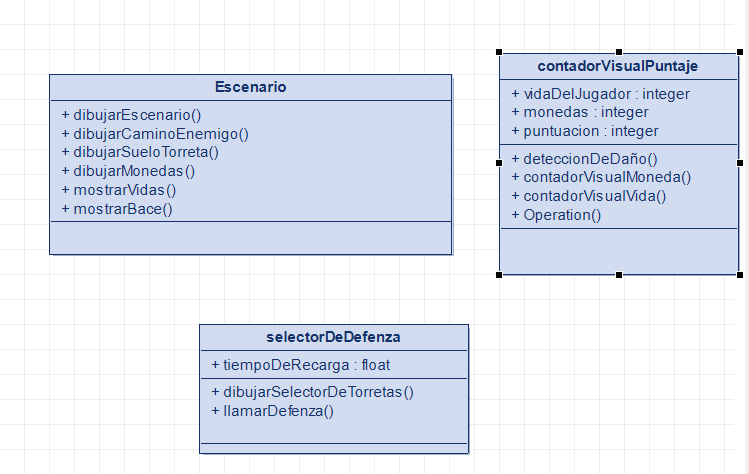 Escenario
+ dibujarEscenario()
+ dibujarCaminoEnemigo()
+ dibujarSueloTorreta()
+ dibujarMonedas()
+ mostrarVidas()
+ mostrarBace()
contadorVisualPuntaje
+ vidaDelJugador : integer
+ monedas : integer
+ puntuacion : integer
+ deteccionDeDaño()
+ contadorVisualMoneda()
+ contadorVisualVida()
+ Operation()
selectorDeDefenza
+ tiempoDeRecarga : float
+ dibujarSelectorDeTorretas()
+ llamarDefenza()